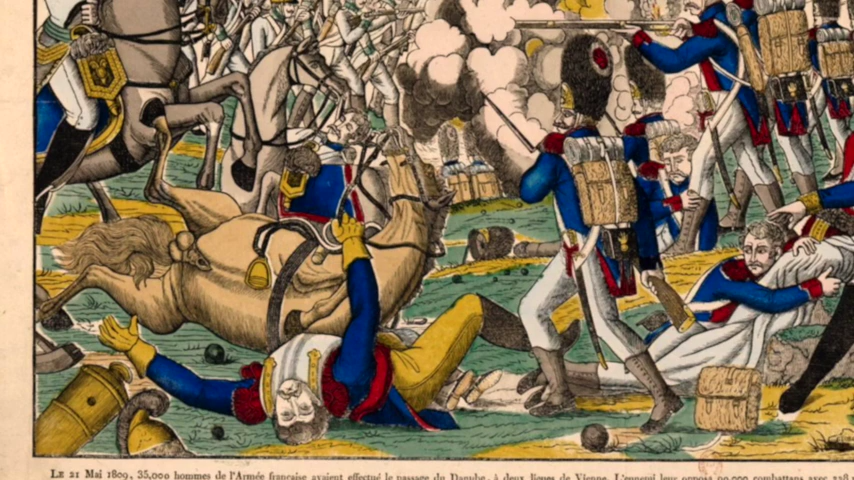 Le 21 Mai 1809, 35,000 hommes de l'Armée française avaient effectué le passage du Danube, à deux lieues de Vienne. L'ennemi leur opposa 90,000 combattans avec